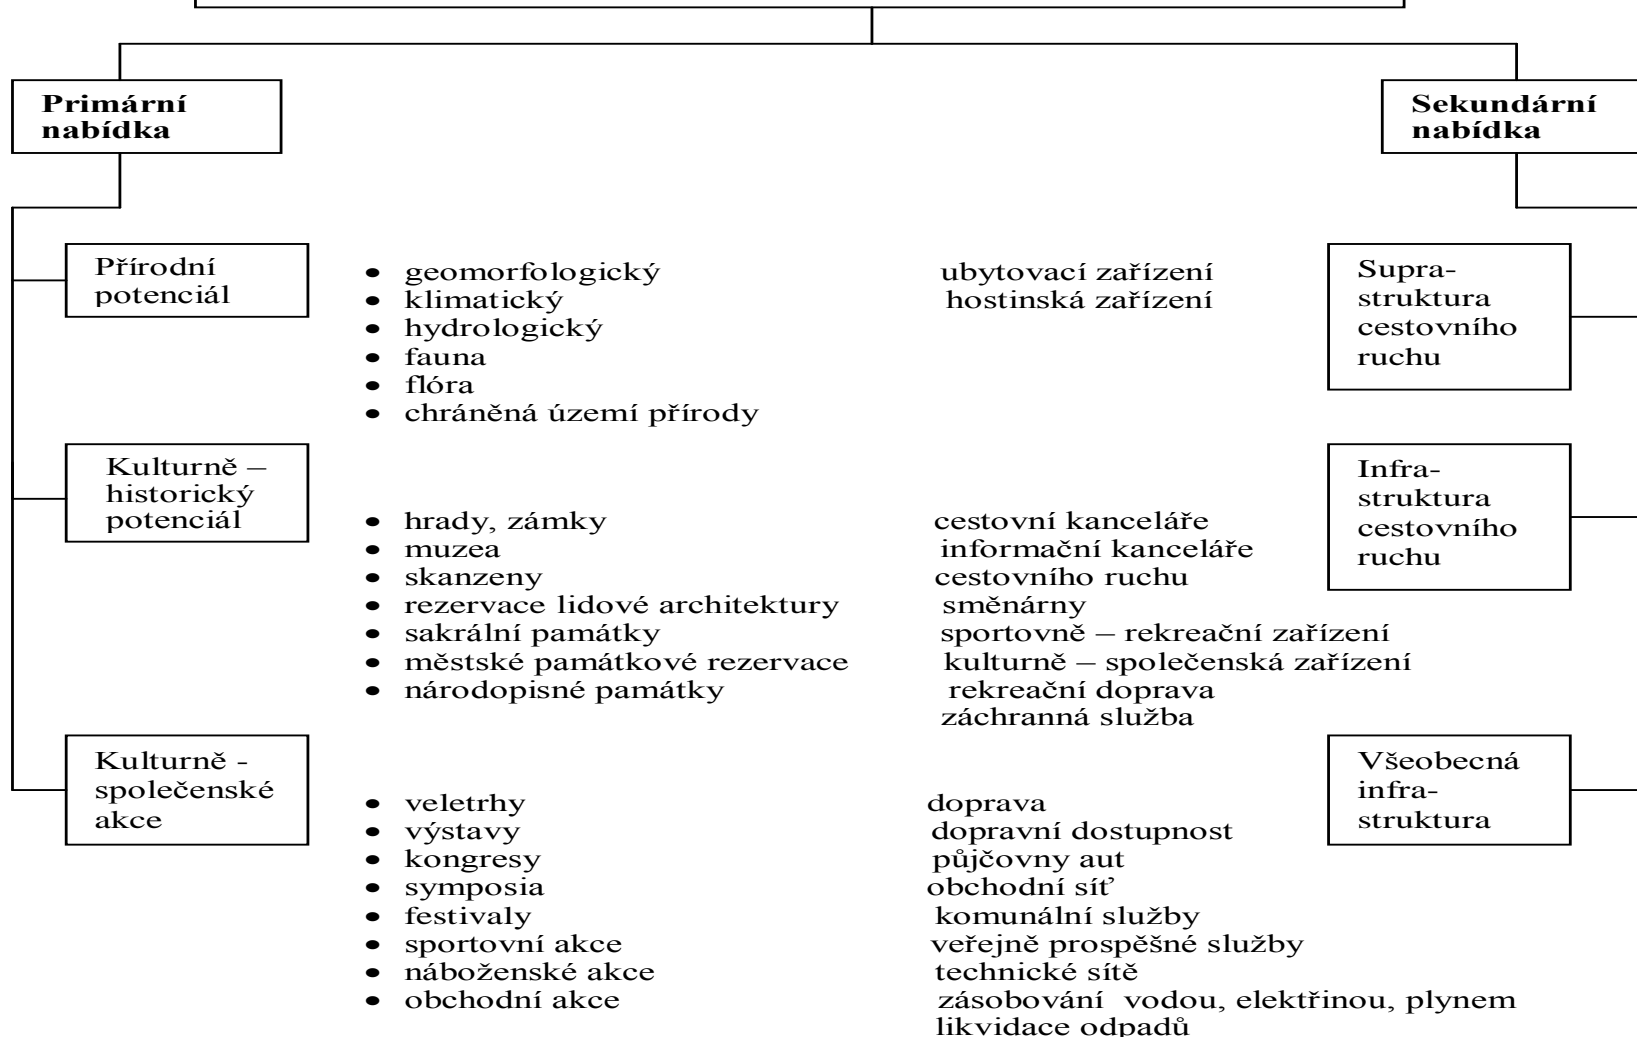 Primární
nabídka
Sekundární
nabídka
Přírodní
potenciál
• geomorfologický
• klimatický
• hydrologický
• fauna
• flóra
• chráněná území přírody
ubytovací zařízení
hostinská zařízení
Supra-
struktura
cestovního
ruchu
Kulturně –
historický
potenciál
• hrady, zámky
• muzea
• skanzeny
• rezervace lidové architektury
• sakrální památky
• městské památkové rezervace
• národopisné památky
cestovní kanceláře
informační kanceláře
cestovního ruchu
směnárny
sportovně – rekreační zařízení
kulturně – společenská zařízení
rekreační doprava
záchranná služba
Infra-
struktura
cestovního
ruchu
Kulturně -
společenské
akce
• veletrhy
• výstavy
• kongresy
• symposia
• festivaly
• sportovní akce
• náboženské akce
• obchodní akce
doprava
dopravní dostupnost
půjčovny aut
obchodní síť
komunální služby
veřejně prospěšné služby
technické sítě
zásobování vodou, elektřinou, plynem
likvidace odpadů
Všeobecná
infra-
struktura